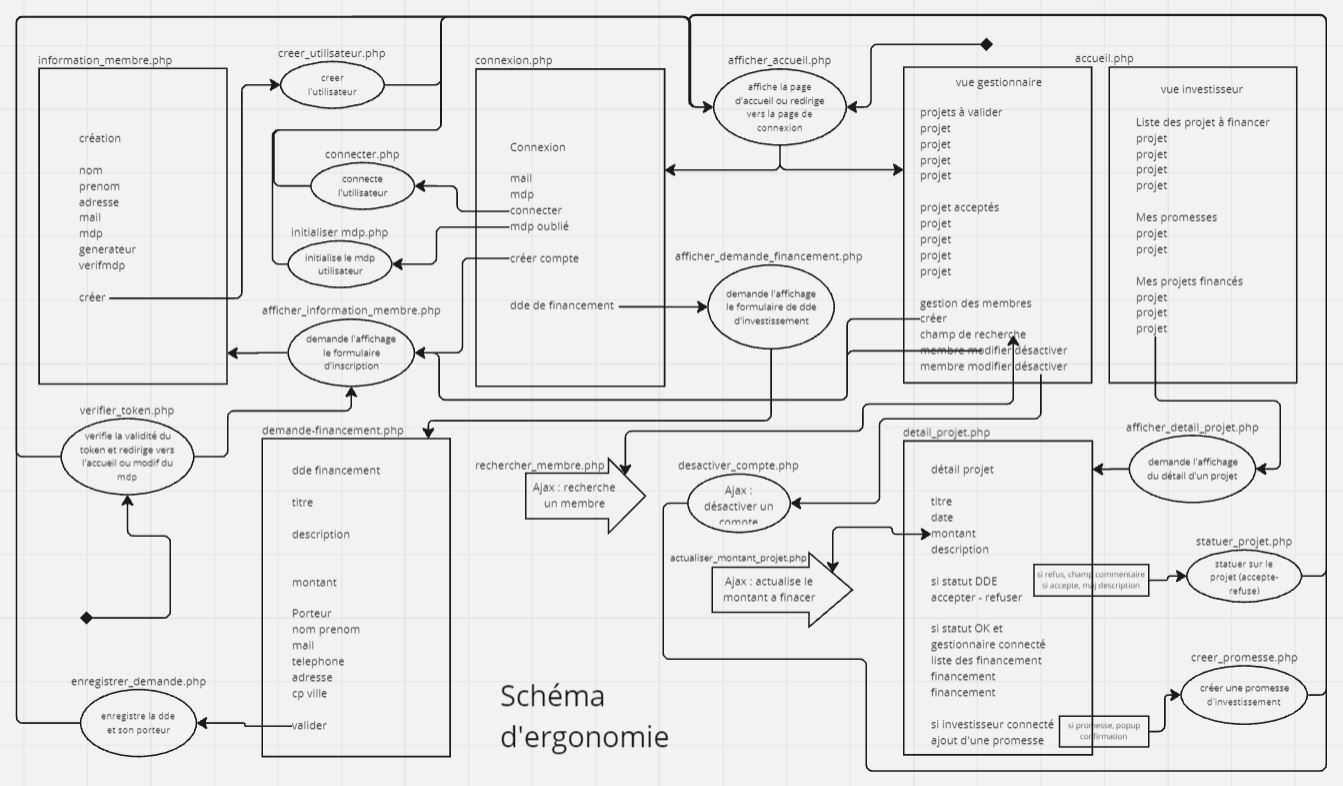 information_membre.php
création
nom
prenom
adresse
mail
mdp
generateur
verifmdp
créer
creer_utilisateur.php
creer
l'utilisateur
connecter.php
connecte
l'utilisateur
initialiser mdp.php
initialise le mdp
utilisateur
afficher_information_membre.php
demande l'affichage
le formulaire
d'inscription
connexion.php
Connexion
mail
mdp
connecter
mdp oublié
créer compte
dde de financement
afficher_accueil.php
affiche la page
d'accueil ou redirige
vers la page de
connexion
afficher_demande_financement.php
demande l'affichage
le formulaire de dde
d'investissement
accueil.php
vue gestionnaire
projets à valider
projet
projet
projet
projet
projet acceptés
projet
projet
projet
projet
gestion des membres
créer
champ de recherche
membre modifier désactiver
membre modifier désactiver
vue investisseur
Liste des projet à financer
projet
projet
projet
projet
Mes promesses
projet
projet
Mes projets financés
projet
projet
projet
verifier_token.php
verifie la validité du
token et redirige vers
l'accueil ou modif du
mdp
demande-financement.php
dde financement
titre
description
montant
Porteur
nom prenom
mail
telephone
adresse
cp ville
valider
enregistrer_demande.php
enregistre la dde
et son porteur
rechercher_membre.php
Ajax : recherche
un membre
desactiver_compte.php
Ajax :
désactiver un
compte
actualiser_montant_projet.php
Ajax : actualise le
montant a finacer
detail_projet.php
détail projet
titre
date
montant
description
si statut DDE
accepter - refuser
si statut OK et
gestionnaire connecté
liste des financement
financement
financement
si investisseur connecté
ajout d'une promesse
si refus, champ commentaire
si accepte, maj description
si promesse, popup
confirmation
afficher_detail_projet.php
demande l'affichage
du détail d'un projet
statuer_projet.php
statuer sur le
projet (accepte-
refuse)
creer_promesse.php
créer une promesse
d'investissement
Schéma
d'ergonomie